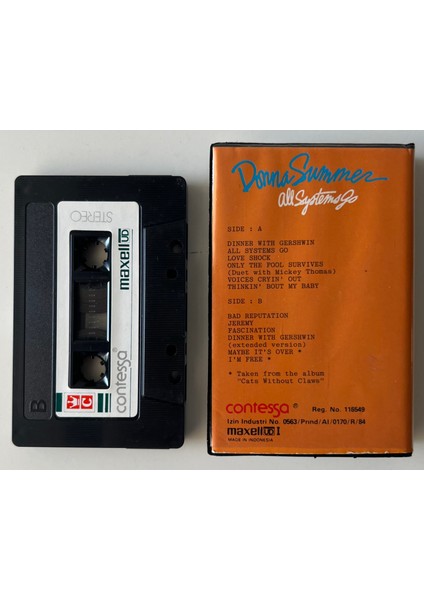 STEREO
maxell UD
contessa®
C
B
Donna Summer
All Systems Go
SIDE : A
DINNER WITH GERSHWIN
ALL SYSTEMS GO
LOVE SHOCK
ONLY THE FOOL SURVIVES
(Duet with Mickey Thomas)
VOICES CRYIN' OUT
THINKIN' BOUT MY BABY
SIDE : B
BAD REPUTATION
JEREMY
FASCINATION
DINNER WITH GERSHWIN
(extended version)
MAYBE IT'S OVER *
I'M FREE *
* Taken from the album
"Cats Without Claws"
contessa® Reg. No. 116649
Izin Industri No. 0563/Prind/AI/0170/R/84
maxell UD I
MADE IN INDONESIA